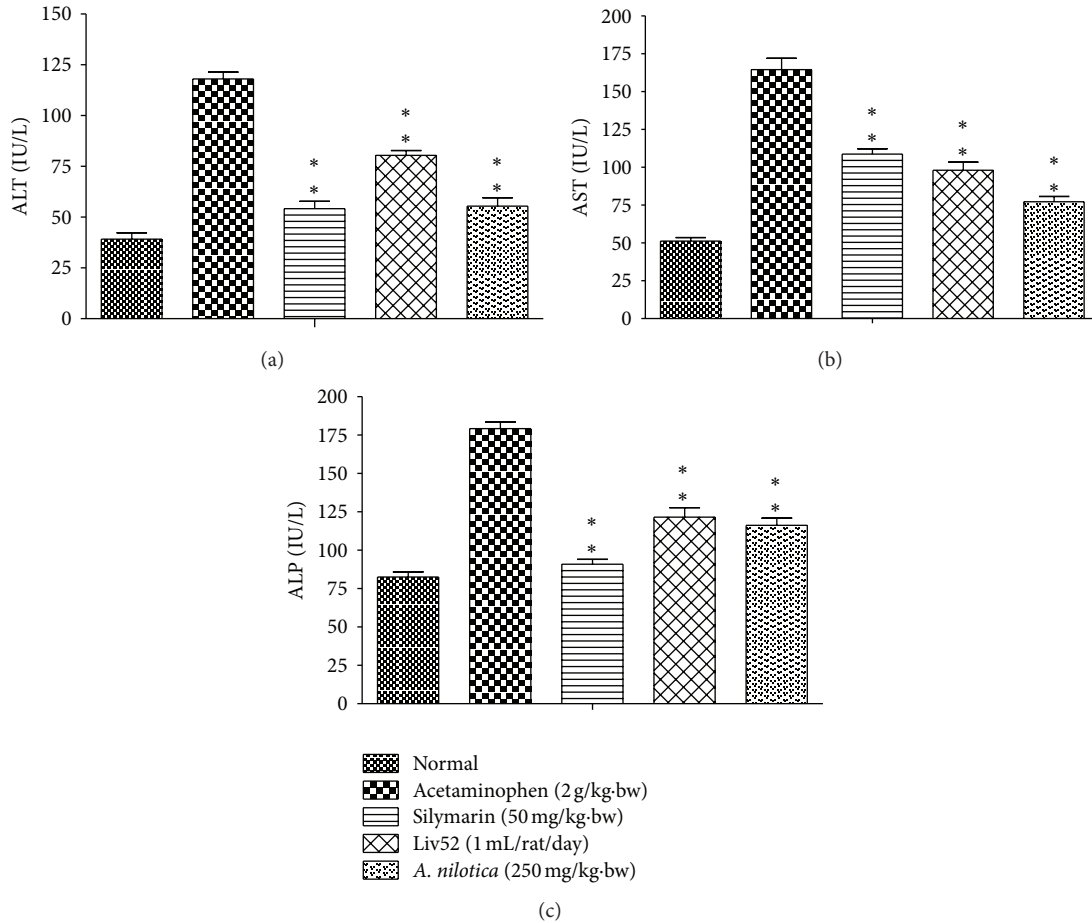 150
125
100
75
50
25
0
ALT (IU/L)
* * *
* * *
(a)
200
175
150
125
100
75
50
25
0
AST (IU/L)
* * *
* * *
(b)
200
175
150
125
100
75
50
25
0
ALP (IU/L)
* * *
* * *
Normal
Acetaminophen (2 g/kg·bw)
Silymarin (50 mg/kg·bw)
Liv52 (1 mL/rat/day)
A. nilotica (250 mg/kg·bw)
(c)